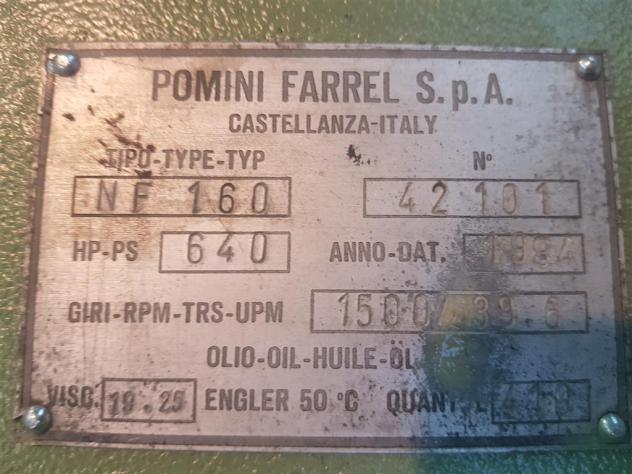 POMINI FARREL S.p.A.
CASTELLANZA-ITALY
TIPO-TYPE-TYP N°
NF 160 42101
HP-PS 640 ANNO-DAT. 1994
GIRI-RPM-TRS-UPM 1500/39.6
OLIO-OIL-HUILE-ÖL
VISC. 19.25 ENGLER 50 °C